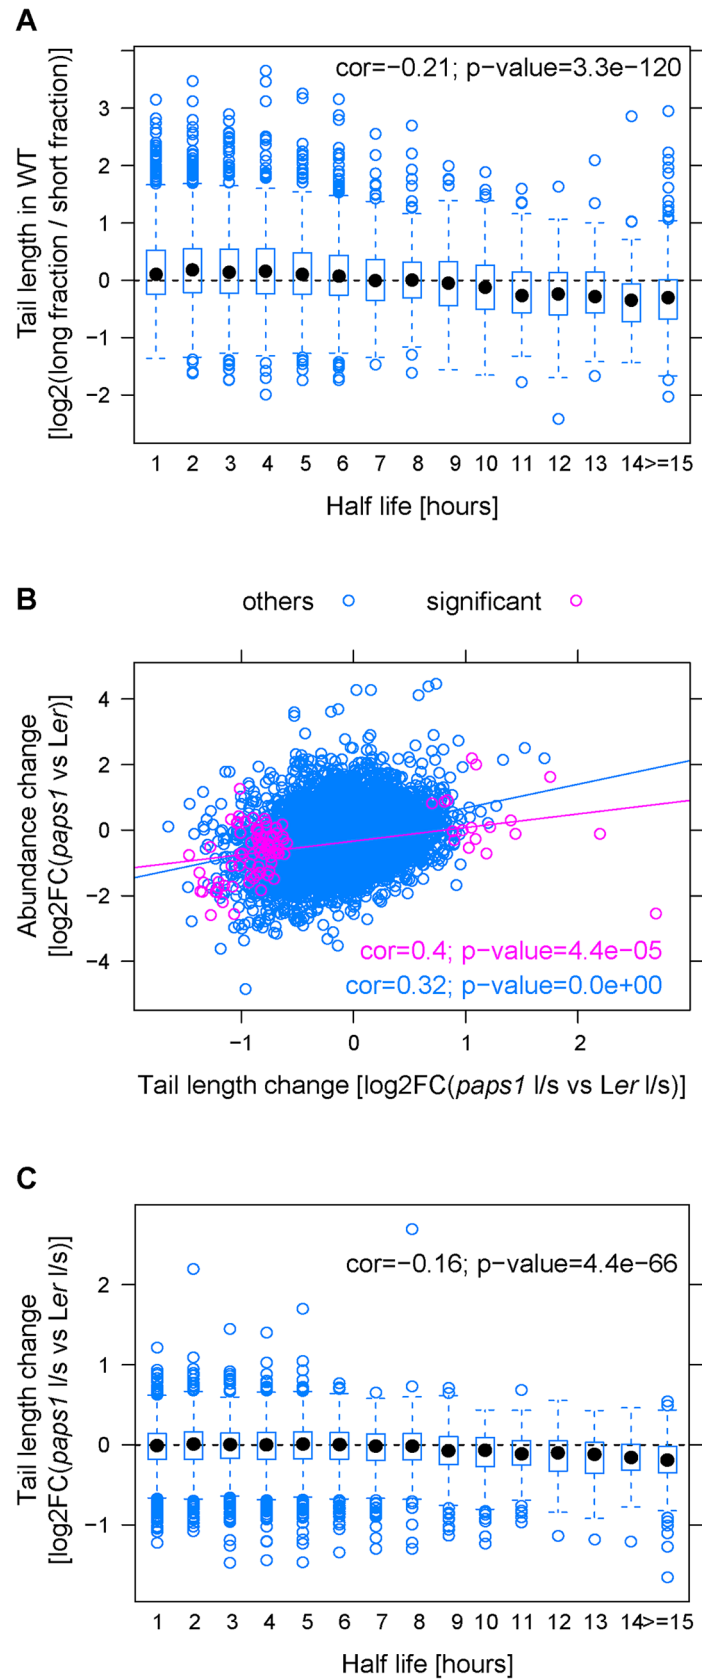 A
cor=−0.21; p−value=3.3e−120
Tail length in WT
[log2(long fraction / short fraction)]
3
2
1
0
−1
−2
1 2 3 4 5 6 7 8 9 10 11 12 13 14>=15
Half life [hours]
B
others significant
Abundance change
[log2FC(paps1 vs Ler)]
4
2
0
−2
−4
cor=0.4; p−value=4.4e−05
cor=0.32; p−value=0.0e+00
−1 0 1 2
Tail length change [log2FC(paps1 l/s vs Ler l/s)]
C
cor=−0.16; p−value=4.4e−66
Tail length change
[log2FC(paps1 l/s vs Ler l/s)]
2
1
0
−1
1 2 3 4 5 6 7 8 9 10 11 12 13 14>=15
Half life [hours]